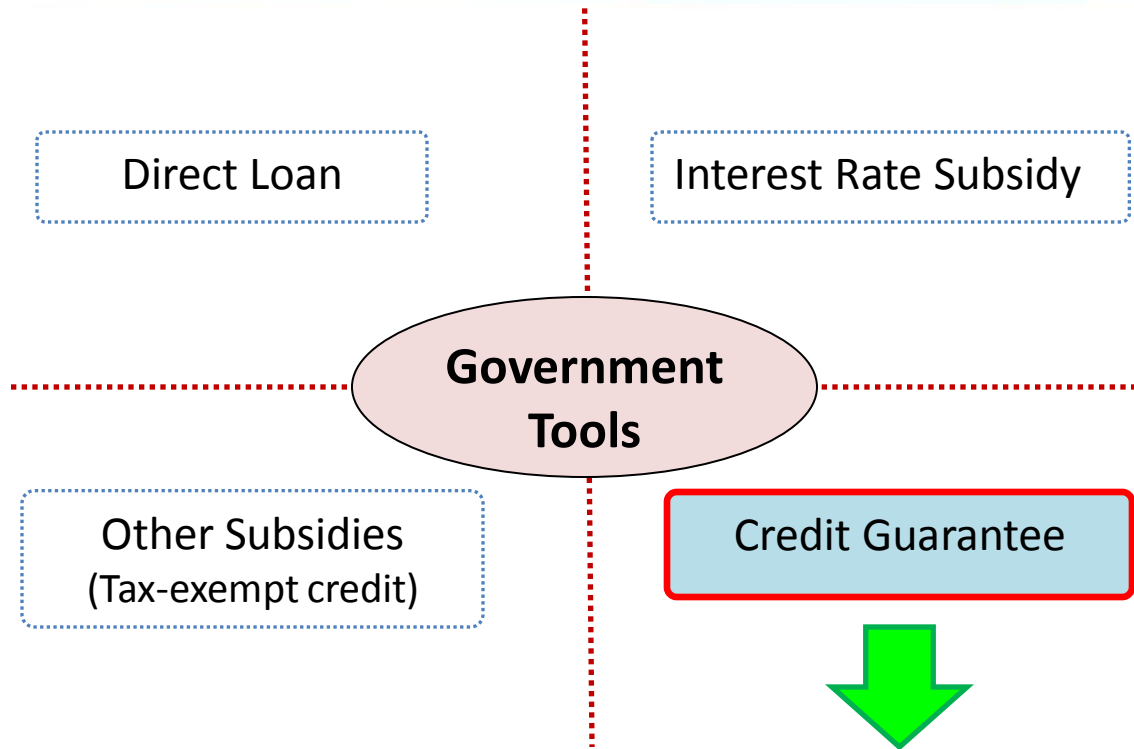 Direct Loan
Interest Rate Subsidy
Government
Tools
Other Subsidies
(Tax-exempt credit)
Credit Guarantee